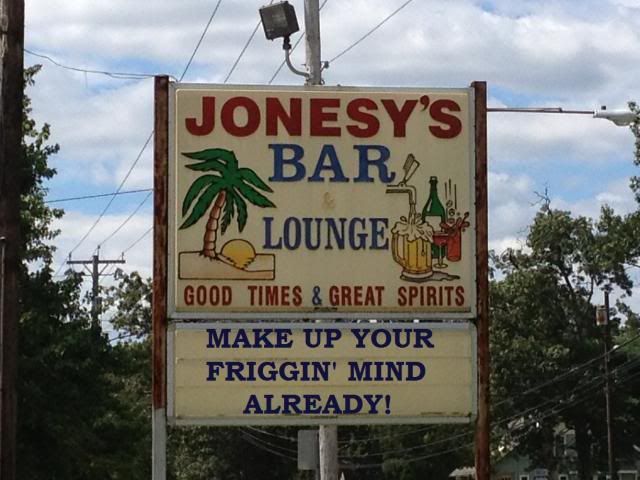 JONESY'S
BAR
&
LOUNGE
GOOD TIMES & GREAT SPIRITS
MAKE UP YOUR
FRIGGIN' MIND
ALREADY!